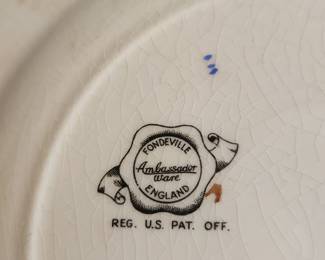 FONDEVILLE
Ambassador
Ware
ENGLAND
REG. U.S. PAT. OFF.